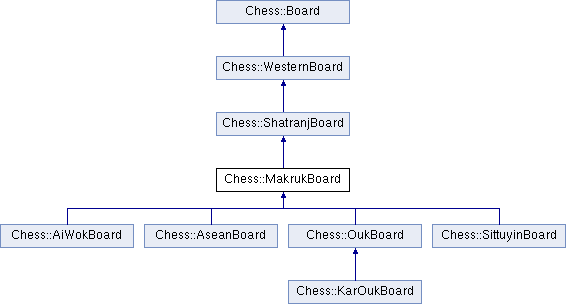 Chess::Board
Chess::WesternBoard
Chess::ShatranjBoard
Chess::MakrukBoard
Chess::AiWokBoard
Chess::AseanBoard
Chess::OukBoard
Chess::SittuyinBoard
Chess::KarOukBoard